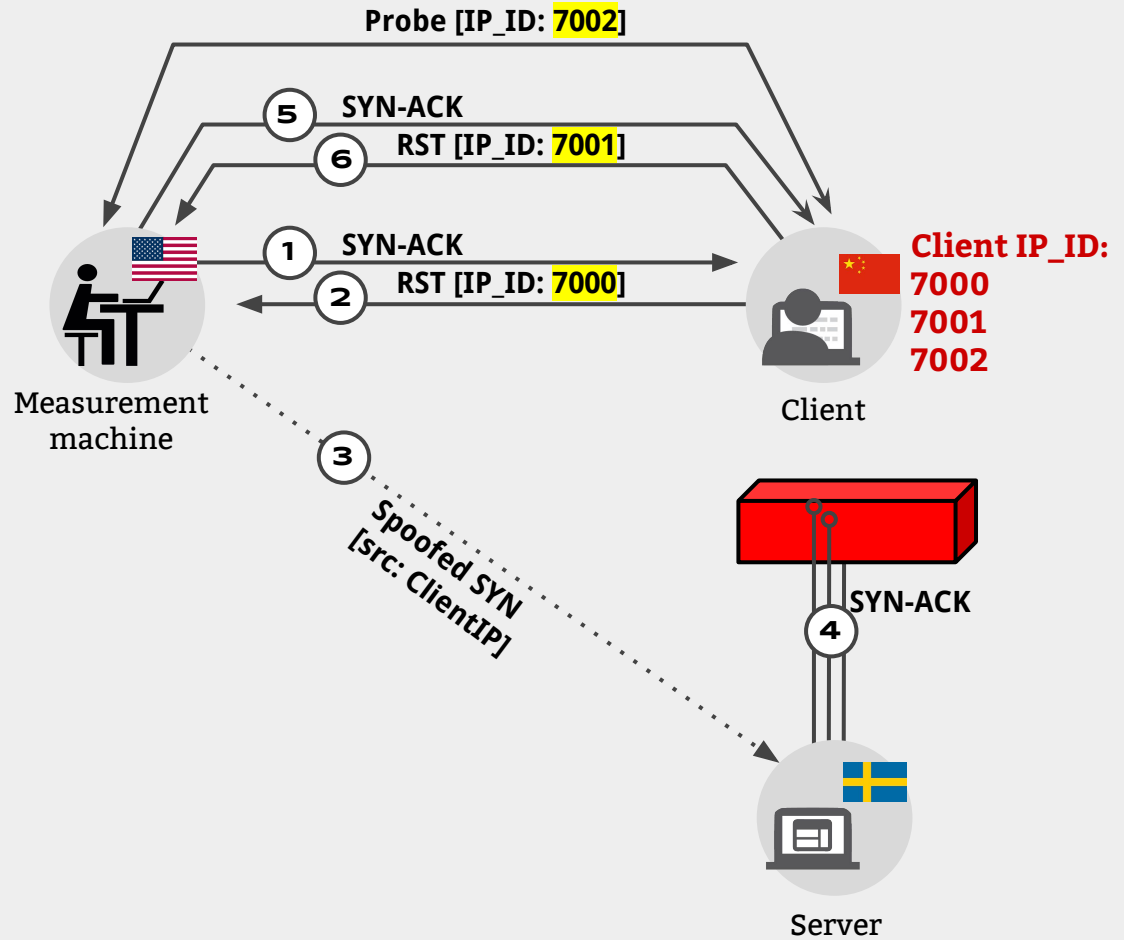 Probe [IP_ID: 7002]
5 SYN-ACK
6 RST [IP_ID: 7001]
1 SYN-ACK
2 RST [IP_ID: 7000]
Client IP_ID:
7000
7001
7002
Measurement
machine
Client
3
Spoofed SYN
[src: ClientIP]
SYN-ACK
4
Server